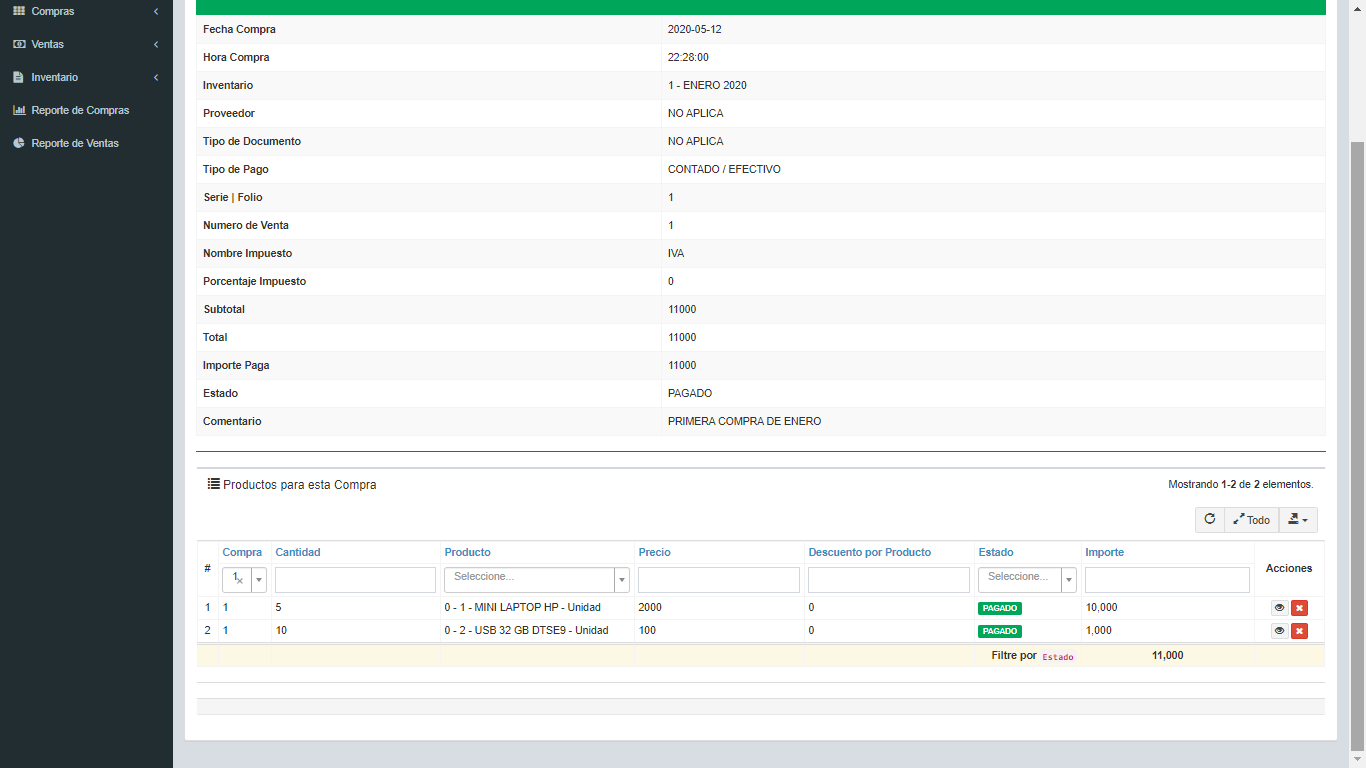 Compras
Ventas
Inventario
Reporte de Compras
Reporte de Ventas
Fecha Compra 2020-05-12
Hora Compra 22:28:00
Inventario 1 - ENERO 2020
Proveedor NO APLICA
Tipo de Documento NO APLICA
Tipo de Pago CONTADO / EFECTIVO
Serie | Folio 1
Numero de Venta 1
Nombre Impuesto IVA
Porcentaje Impuesto 0
Subtotal 11000
Total 11000
Importe Paga 11000
Estado PAGADO
Comentario PRIMERA COMPRA DE ENERO
Productos para esta Compra Mostrando 1-2 de 2 elementos.
Todo
# Compra Cantidad Producto Precio Descuento por Producto Estado Importe Acciones
1 × Seleccione... Seleccione...
1 1 5 0 - 1 - MINI LAPTOP HP - Unidad 2000 0 PAGADO 10,000
2 1 10 0 - 2 - USB 32 GB DTSE9 - Unidad 100 0 PAGADO 1,000
Filtre por Estado 11,000